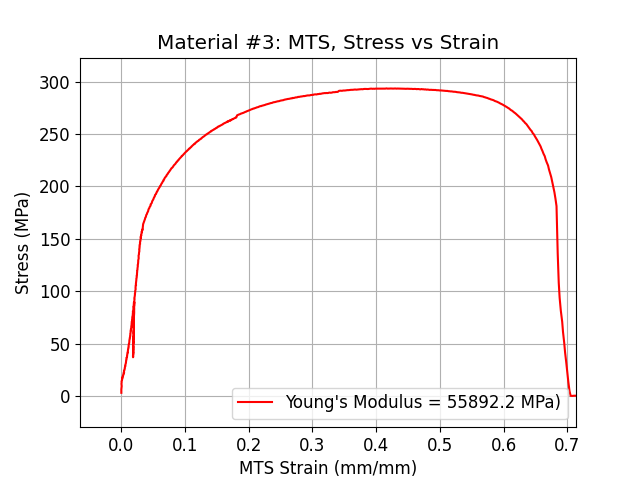 Material #3: MTS, Stress vs Strain
Stress (MPa)
300
250
200
150
100
50
0
Young's Modulus = 55892.2 MPa)
0.0 0.1 0.2 0.3 0.4 0.5 0.6 0.7
MTS Strain (mm/mm)